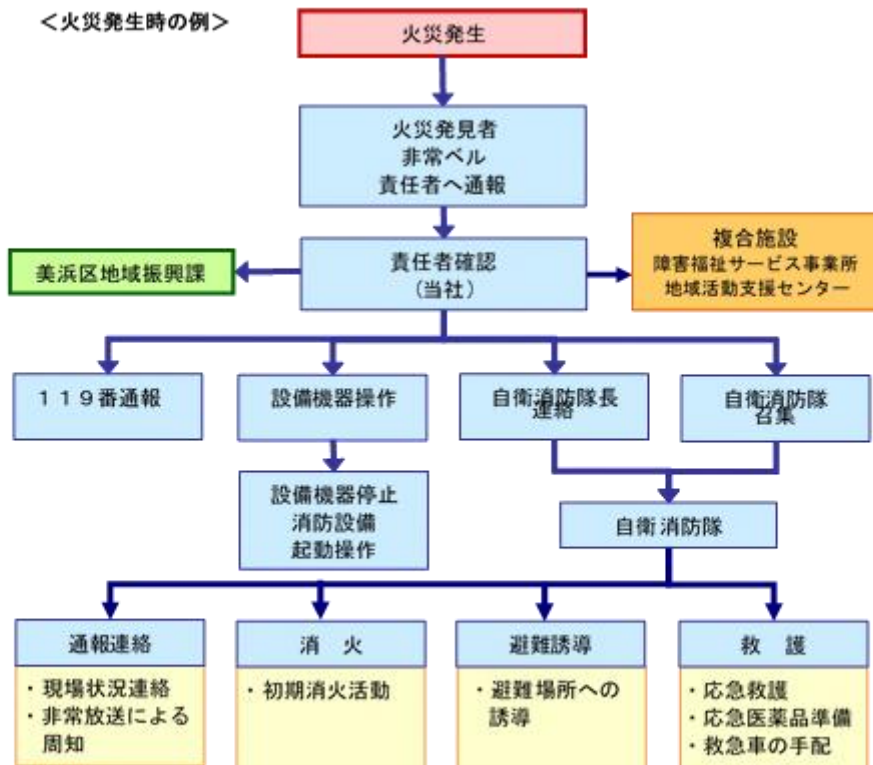 ＜火災発生時の例＞
火災発生
火災発見者
非常ベル
責任者へ通報
美浜区地域振興課
責任者確認
（当社）
複合施設
障害福祉サービス事業所
地域活動支援センター
１１９番通報
設備機器操作
自衛消防隊長
連絡
自衛消防隊
召集
設備機器停止
消防設備
起動操作
自衛消防隊
通報連絡
・現場状況連絡
・非常放送による
周知
消　火
・初期消火活動
避難誘導
・避難場所への
誘導
救　護
・応急救護
・応急医薬品準備
・救急車の手配